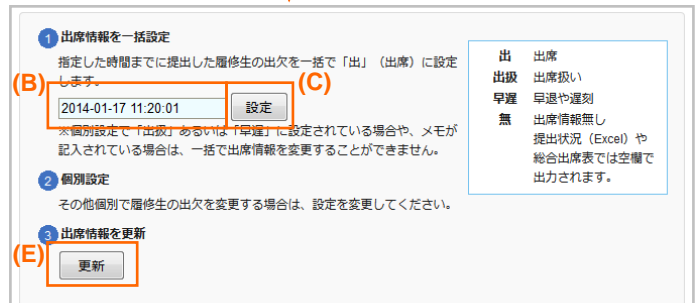 1 出席情報を一括設定
指定した時間までに提出した履修生の出欠を一括で「出」（出席）に設定
します。
(B)
(C)
2014-01-17 11:20:01
設定
※個別設定で「出扱」あるいは「早遅」に設定されている場合や、メモが
記入されている場合は、一括で出席情報を変更することができません。
2 個別設定
その他個別で履修生の出欠を変更する場合は、設定を変更してください。
3 出席情報を更新
(E)
更新
出 出席
出扱 出席扱い
早遅 早退や遅刻
無 出席情報無し
提出状況（Excel）や
総合出席表では空欄で
出力されます。